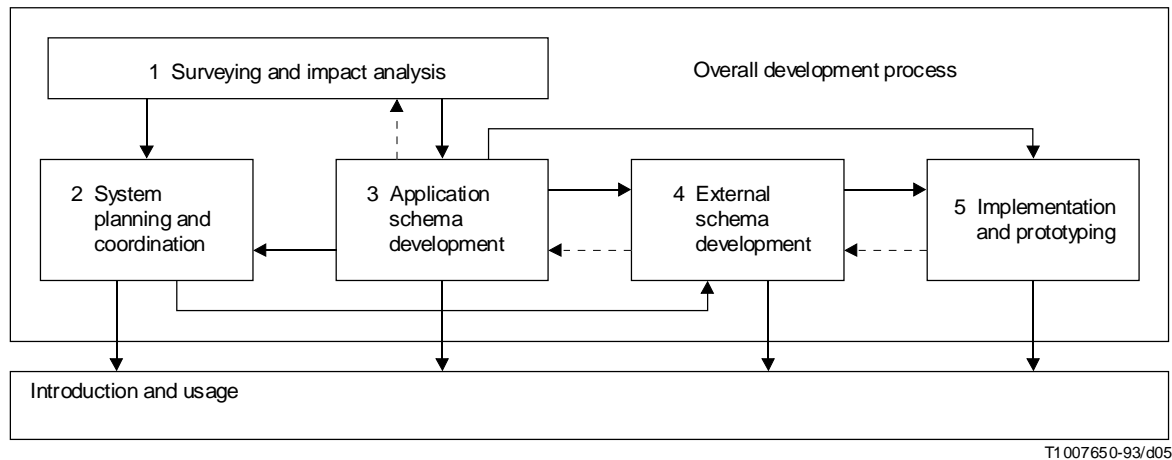 1 Surveying and impact analysis
Overall development process
2 System
planning and
coordination
3 Application
schema
development
4 External
schema
development
5 Implementation
and prototyping
Introduction and usage
T1007650-93/d05